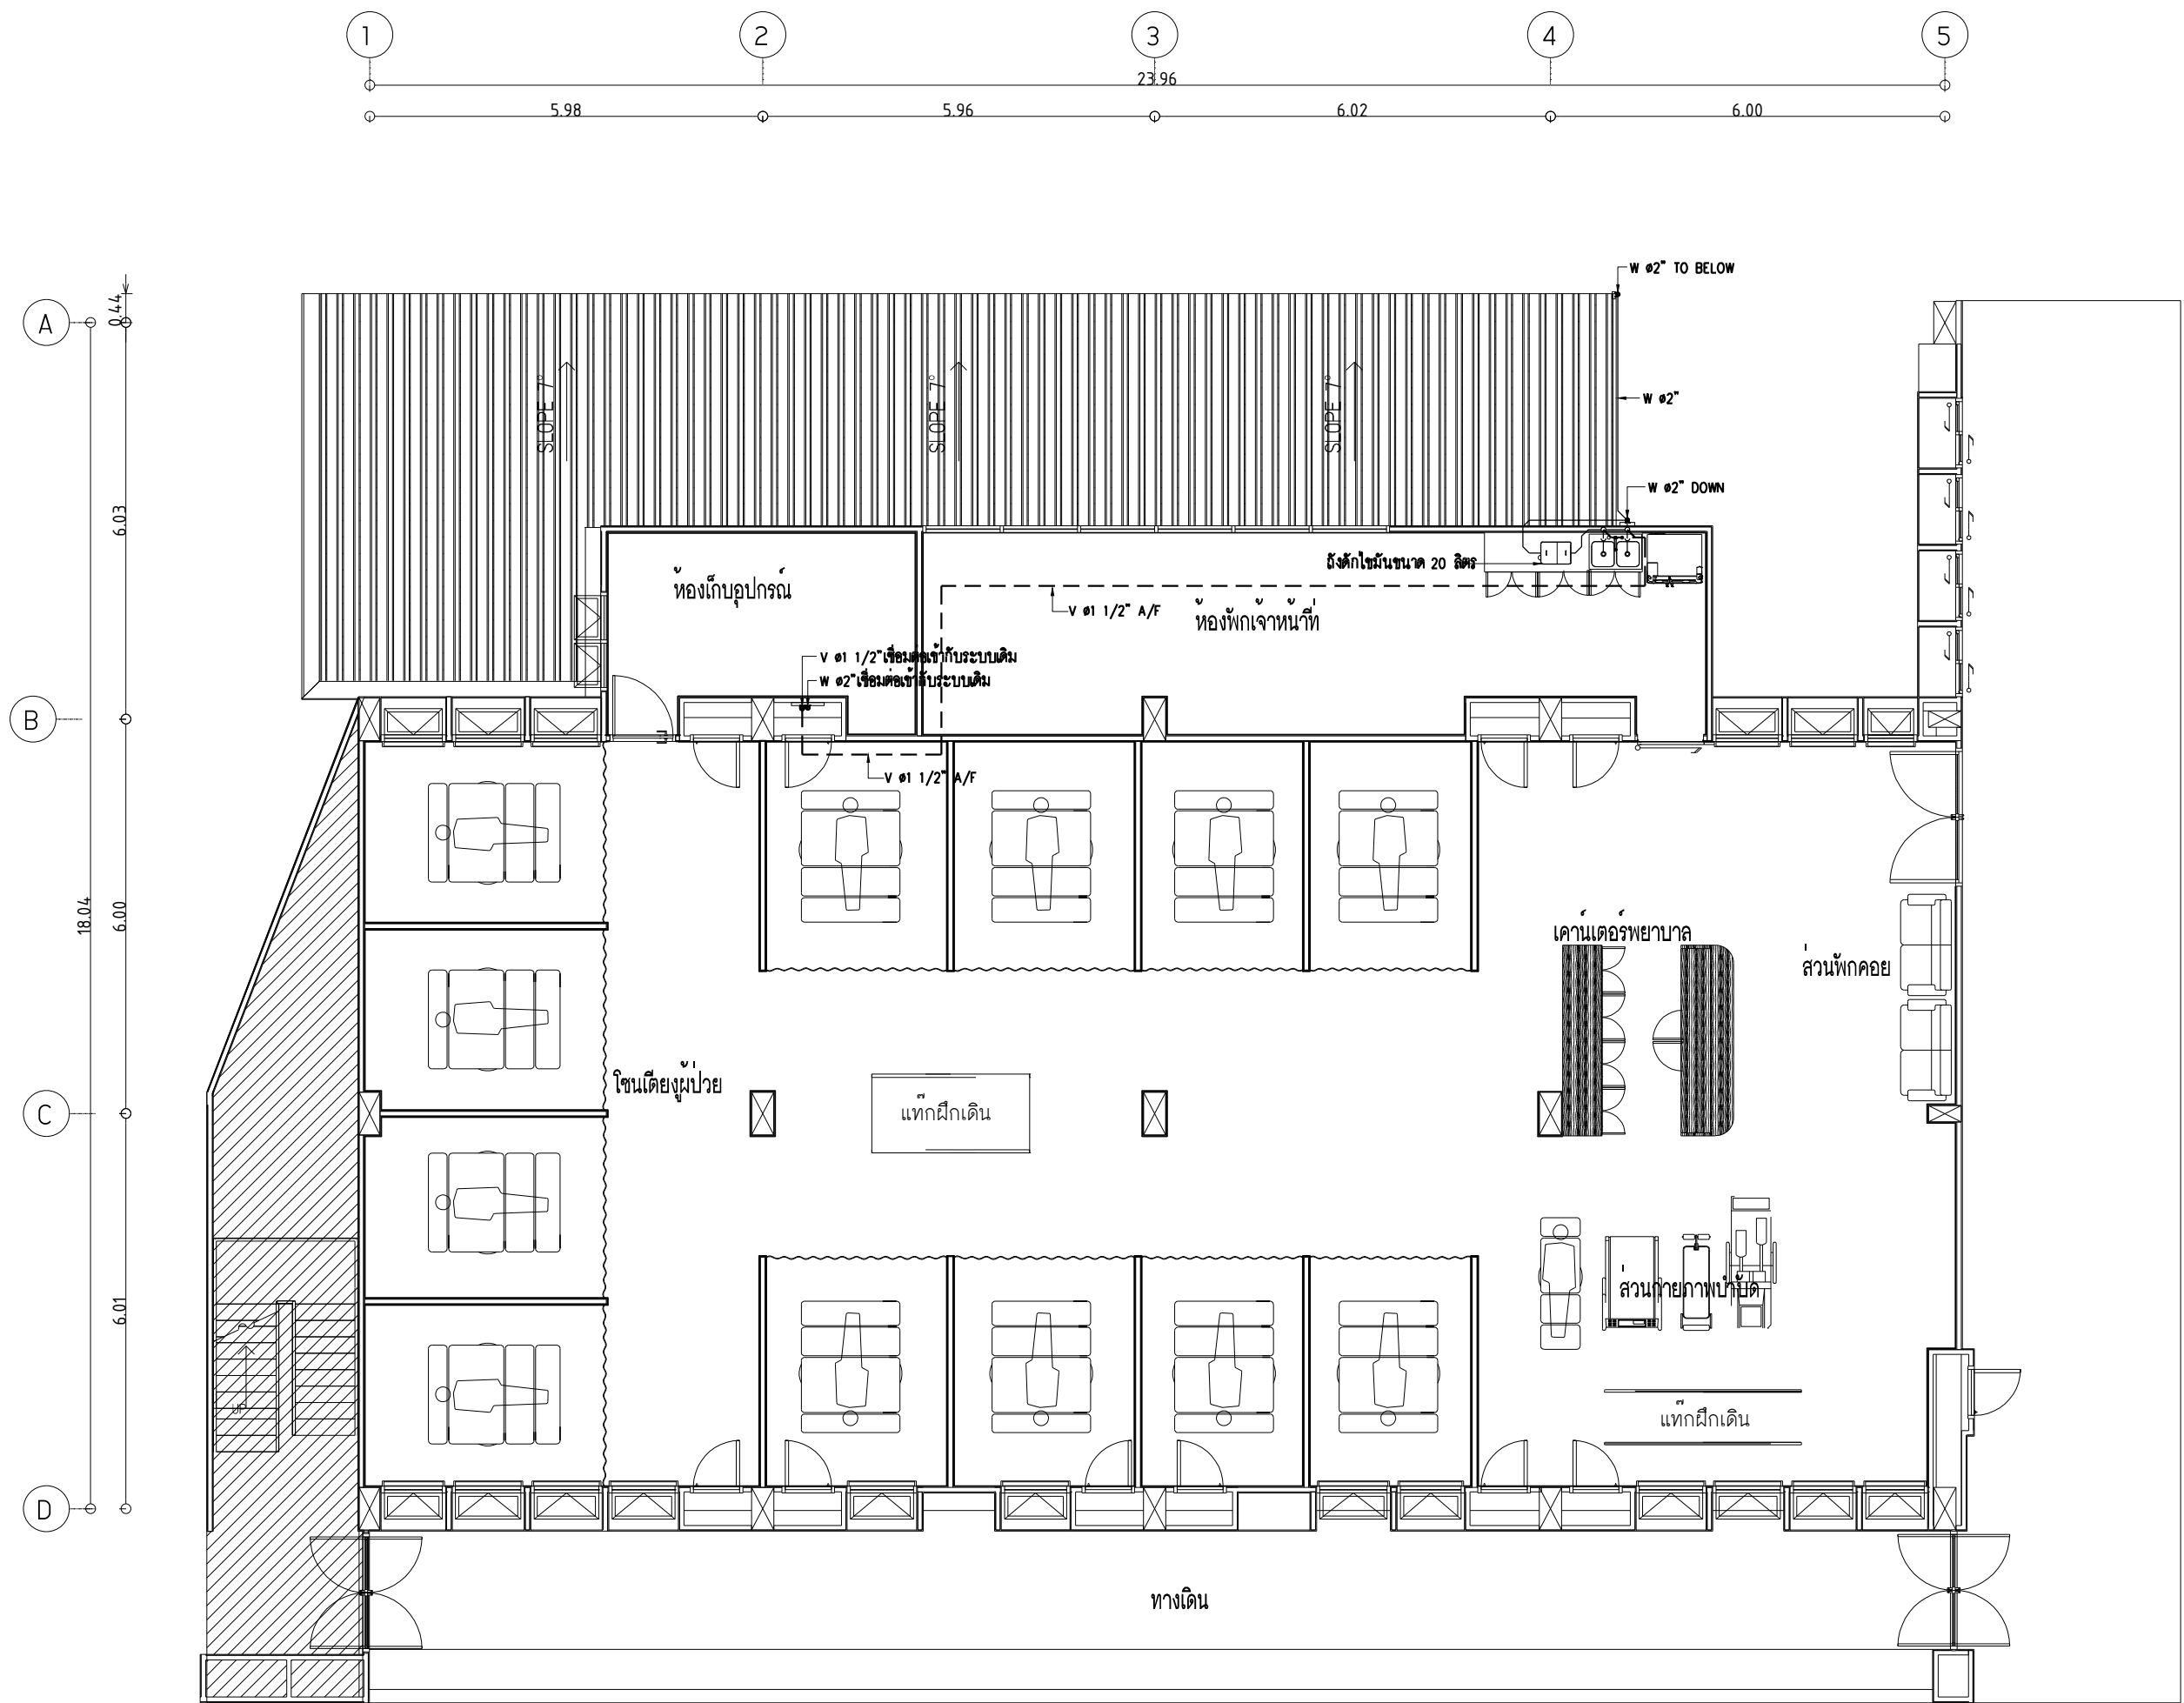 1
2
3
4
5
23.96
5.98
5.96
6.02
6.00
W ø2" TO BELOW
A
0.44
SLOPE 7°
SLOPE 7°
SLOPE 7°
W ø2"
W ø2" DOWN
6.03
ถังดักไขมันขนาด 20 ลิตร
ห้องเก็บอุปกรณ์
V ø1 1/2" A/F
ห้องพักเจ้าหน้าที่
V ø1 1/2"เชื่อมต่อเข้ากับระบบเดิม
W ø2"เชื่อมต่อเข้ากับระบบเดิม
B
V ø1 1/2" A/F
18.04
6.00
เคาน์เตอร์พยาบาล
ส่วนพักคอย
โซนเตียงผู้ป่วย
C
แท๊กฝึกเดิน
6.01
ส่วนกายภาพบำบัด
UP
แท๊กฝึกเดิน
D
ทางเดิน